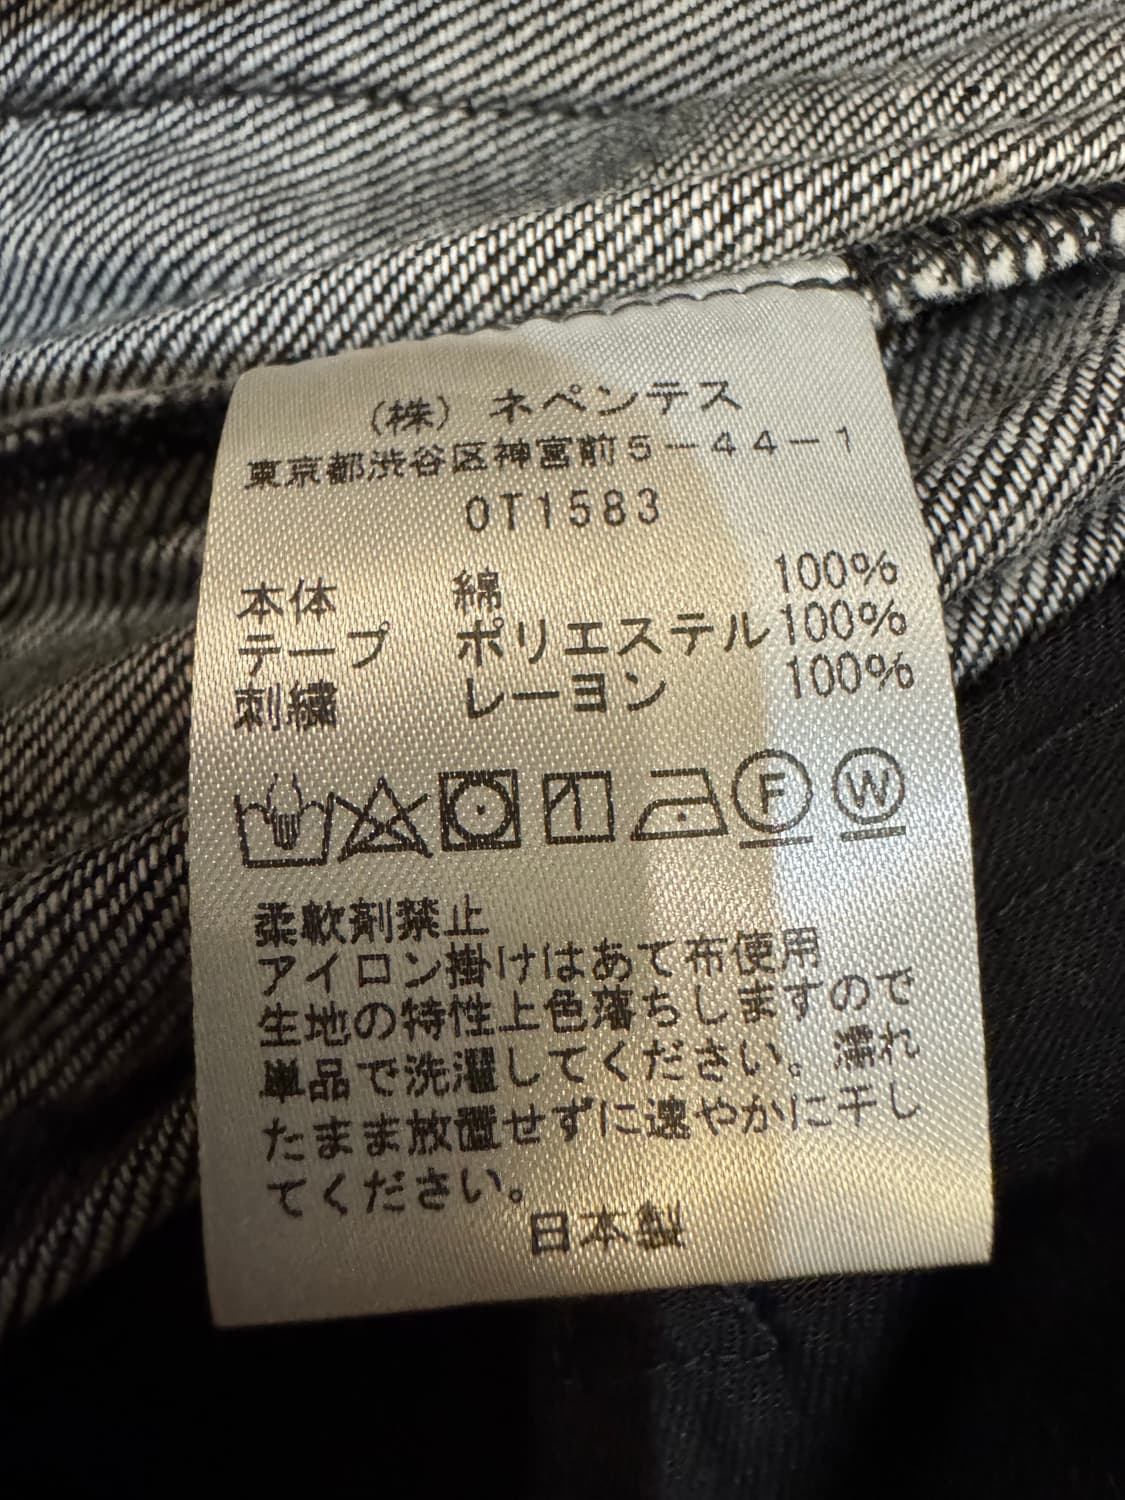 (株) ネペンテス
東京都渋谷区神宮前5-44-1
OT1583
本体 綿 100%
テープ ポリエステル100%
刺繍 レーヨン 100%
F W
柔軟剤禁止
アイロン掛けはあて布使用
生地の特性上色落ちしますので
単品で洗濯してください。濡れ
たまま放置せずに速やかに干し
てください。
日本製